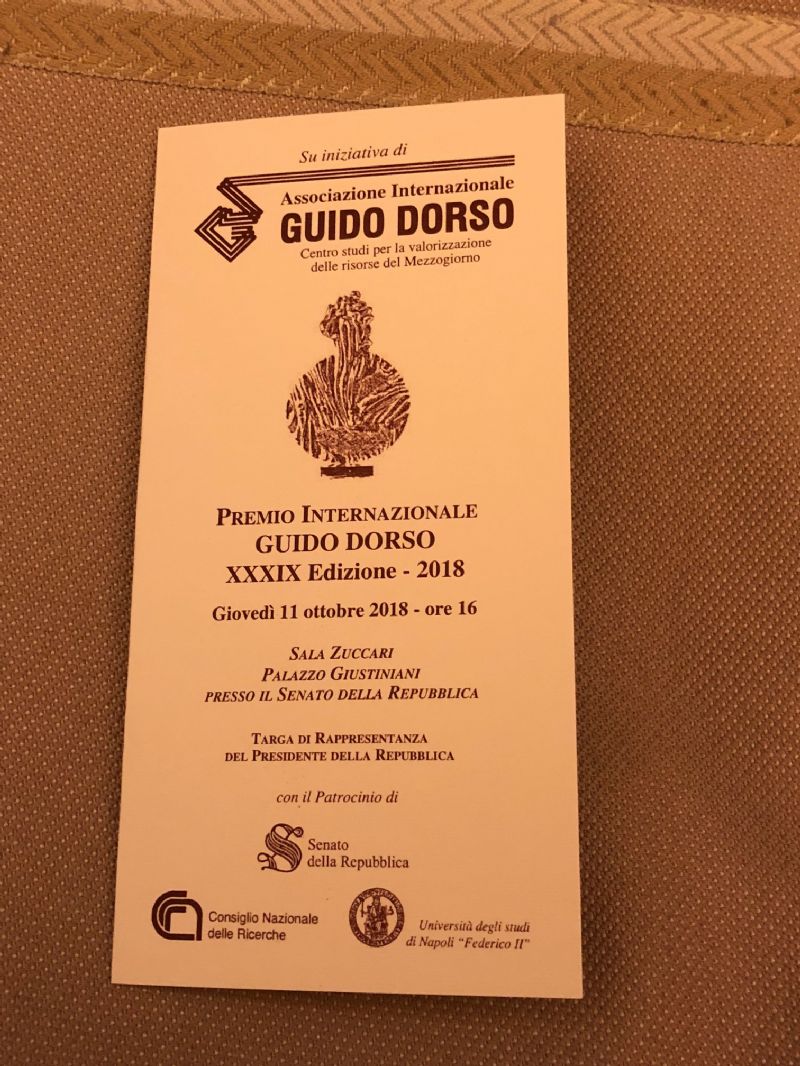 Su iniziativa di
Associazione Internazionale
GUIDO DORSO
Centro studi per la valorizzazione
delle risorse del Mezzogiorno
PREMIO INTERNAZIONALE
GUIDO DORSO
XXXIX Edizione - 2018
Giovedì 11 ottobre 2018 - ore 16
SALA ZUCCARI
PALAZZO GIUSTINIANI
PRESSO IL SENATO DELLA REPUBBLICA
TARGA DI RAPPRESENTANZA
DEL PRESIDENTE DELLA REPUBBLICA
con il Patrocinio di
Senato
della Repubblica
Consiglio Nazionale
delle Ricerche
Università degli studi
di Napoli "Federico II"